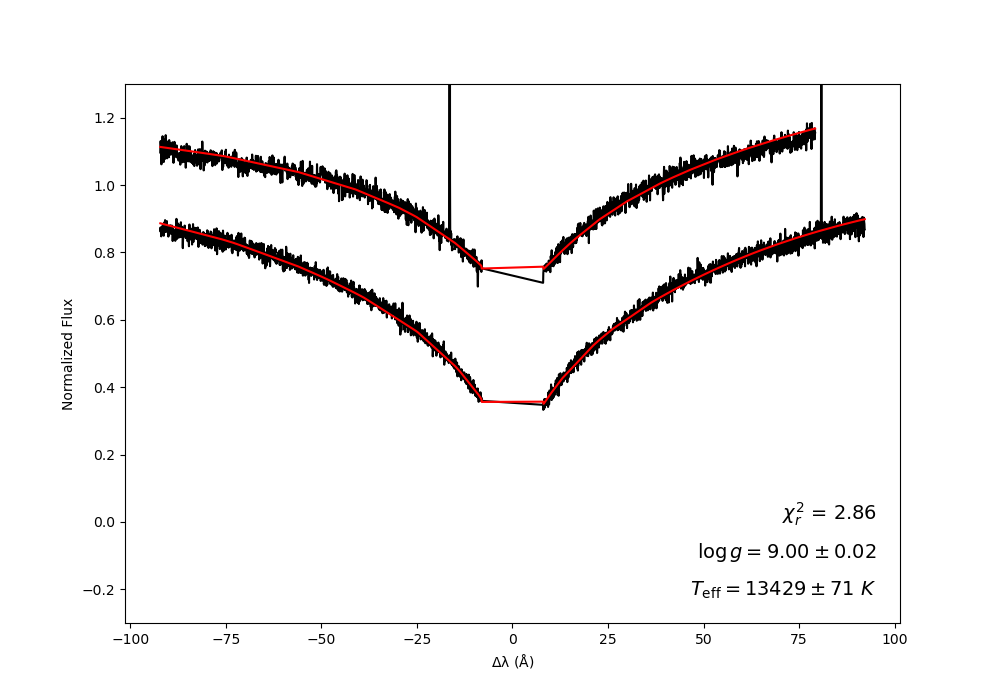 1.2
1.0
0.8
0.6
0.4
0.2
0.0
−0.2
Normalized Flux
χ²ᵣ = 2.86
log g = 9.00 ± 0.02
T_eff = 13429 ± 71 K
−100 −75 −50 −25 0 25 50 75 100
Δλ (Å)